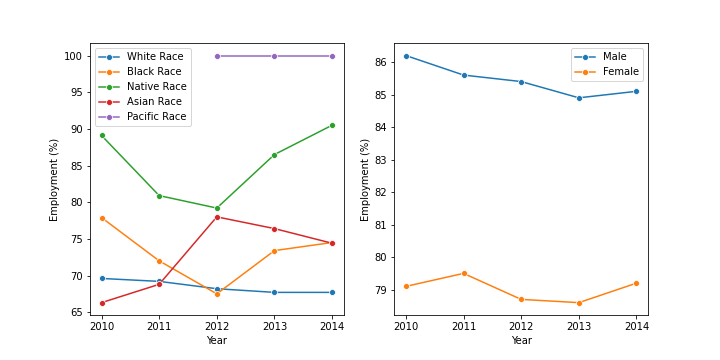 White Race
Black Race
Native Race
Asian Race
Pacific Race
100
95
90
85
80
75
70
65
Employment (%)
2010 2011 2012 2013 2014
Year
Male
Female
86
85
84
83
82
81
80
79
Employment (%)
2010 2011 2012 2013 2014
Year